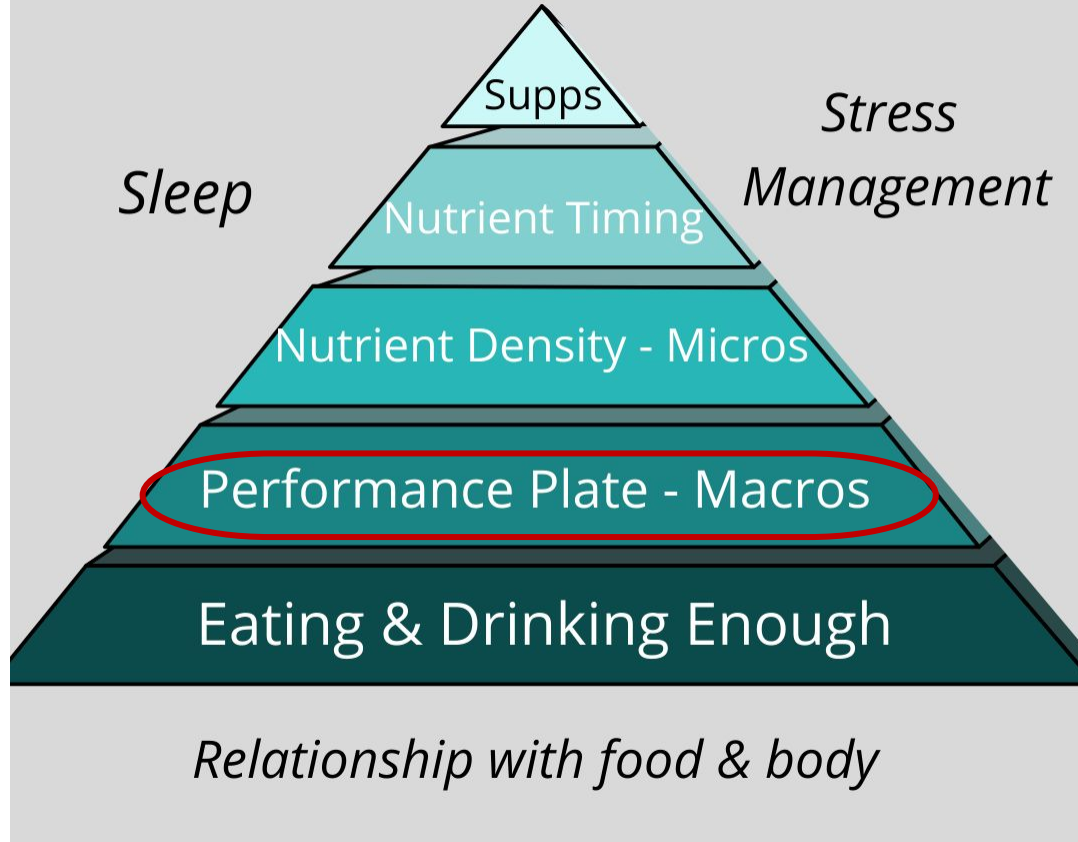 Supps
Stress
Management
Sleep
Nutrient Timing
Nutrient Density - Micros
Performance Plate - Macros
Eating & Drinking Enough
Relationship with food & body